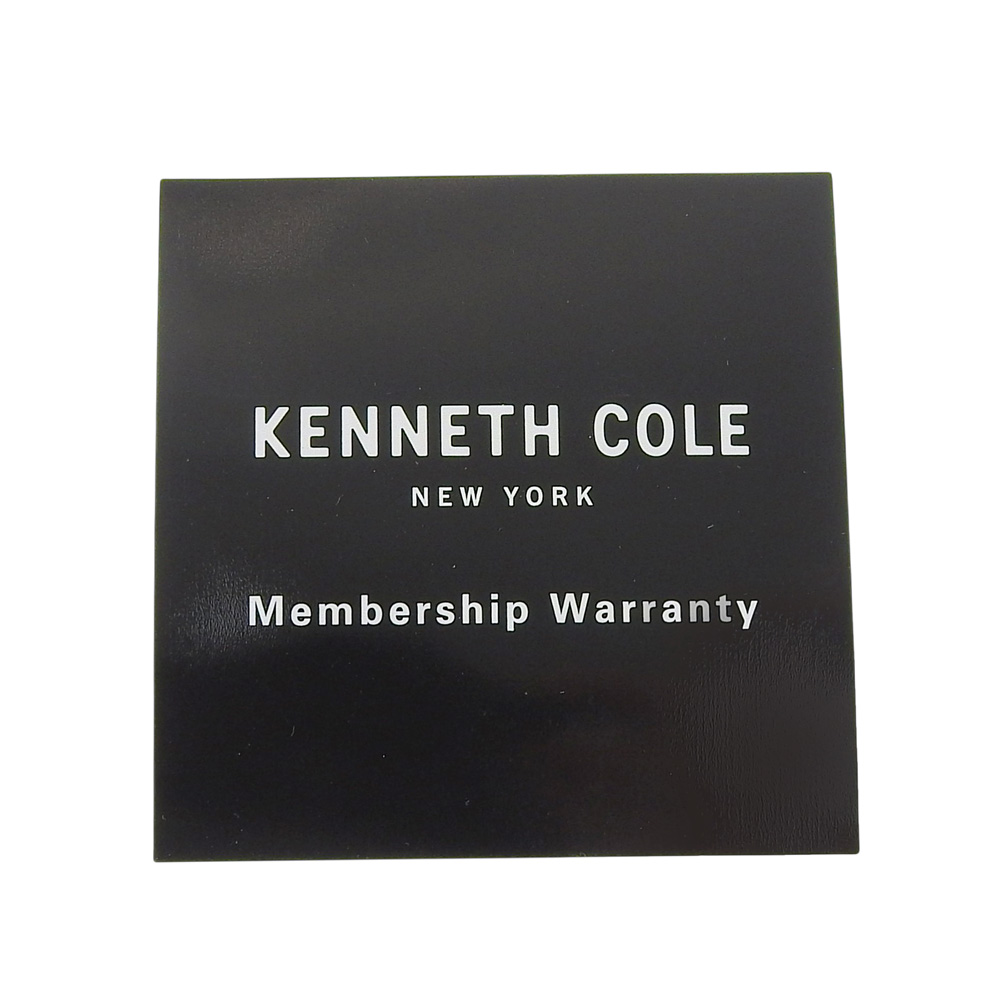 KENNETH COLE
NEW YORK
Membership Warranty